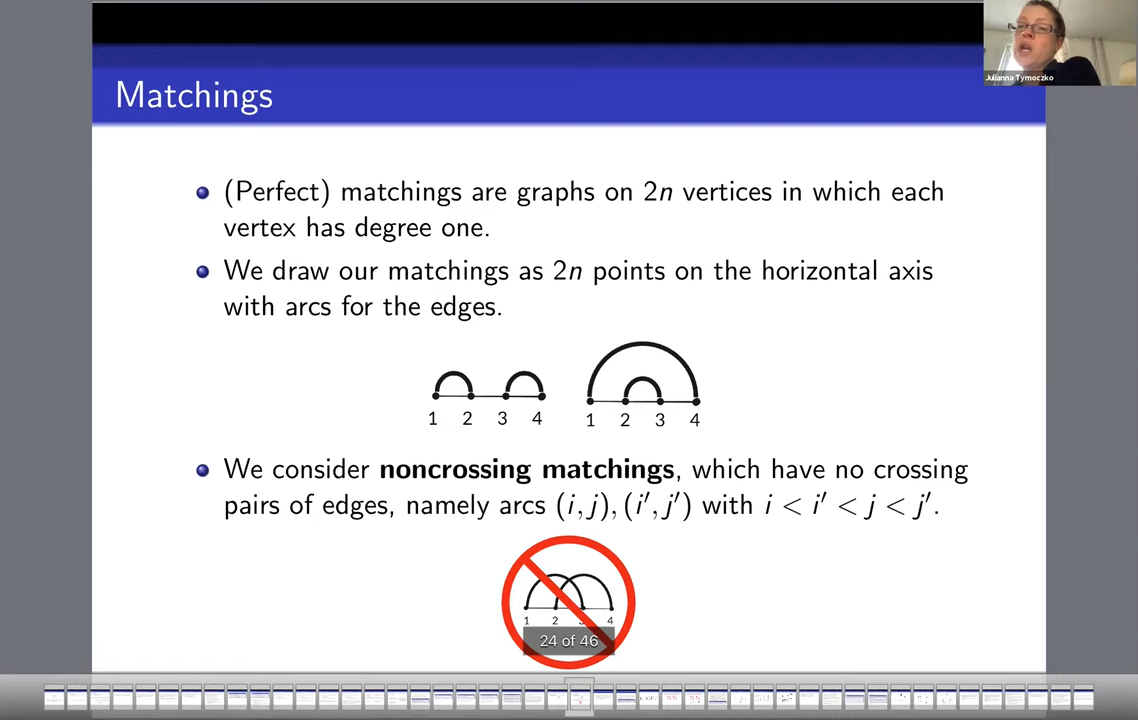 Julianna Tymoczko
Matchings
(Perfect) matchings are graphs on 2n vertices in which each
vertex has degree one.
We draw our matchings as 2n points on the horizontal axis
with arcs for the edges.
1 2 3 4 1 2 3 4
We consider noncrossing matchings, which have no crossing
pairs of edges, namely arcs (i, j), (i′, j′) with i < i′ < j < j′.
1 2 3 4
24 of 46